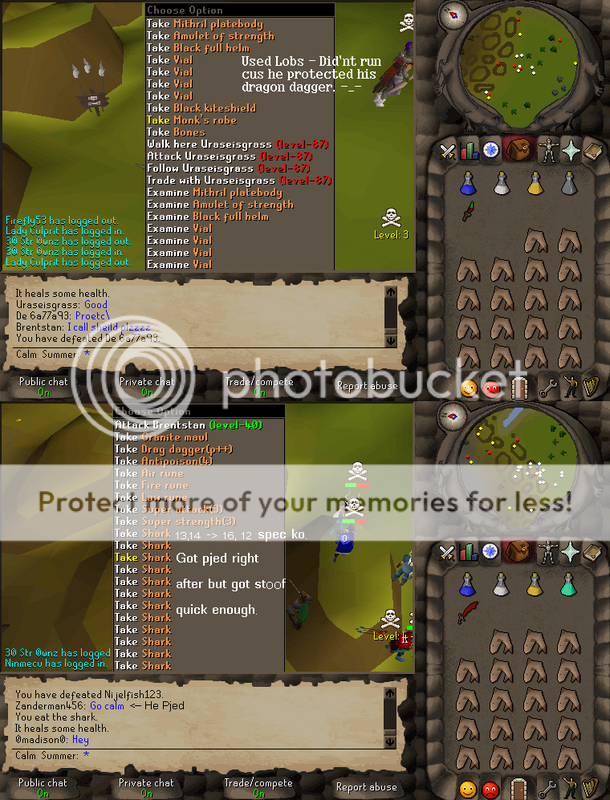 Choose Option
Take Mithril platebody
Take Amulet of strength
Take Black full helm
Take Vial
Take Vial
Take Vial
Take Vial
Take Black kiteshield
Take Monk's robe
Take Bones
Walk here Uraseisgrass (level-87)
Attack Uraseisgrass (level-87)
Follow Uraseisgrass (level-87)
Trade with Uraseisgrass (level-87)
Examine Mithril platebody
Examine Amulet of strength
Examine Black full helm
Examine Vial
Examine Vial
Examine Vial
Used Lobs - Did'nt run
cus he protected his
dragon dagger. -_-
Level: 3
Firefly53 has logged out.
Lady Culprit has logged in.
30 Str 0wnz has logged out.
30 Str 0wnz has logged in.
Lady Culprit has logged out.
It heals some health.
Uraseisgrass: Good
De 6a77a93: Proetc\
Brentstan: I call sheild plzzzz
You have defeated De 6a77a93.
Calm Summer: *
Public chat
On
Private chat
On
Trade/compete
On
Report abuse
photobucket
Choose Option
Attack Brentstan (level-40)
Take Granite maul
Take Drag dagger(p++)
Take Antipoison(4)
Take Air rune
Take Fire rune
Take Law rune
Take Super attack(3)
Take Super strength(3)
Take Shark
Take Shark
Take Shark
Take Shark
Take Shark
Take Shark
Take Shark
Take Shark
Take Shark
Take Shark
Take Shark
13,14 -> 16, 12 spec ko
Got pjed right
after but got st00f
quick enough.
Protect more of your memories for less!
Level:
30 Str 0wnz has logged
Ninmecu has logged in.
You have defeated Nijelfish123.
Zanderman456: Go calm <-- He Pjed
You eat the shark.
It heals some health.
0madison0: Hey
Calm Summer: *
Public chat
On
Private chat
On
Trade/compete
On
Report abuse